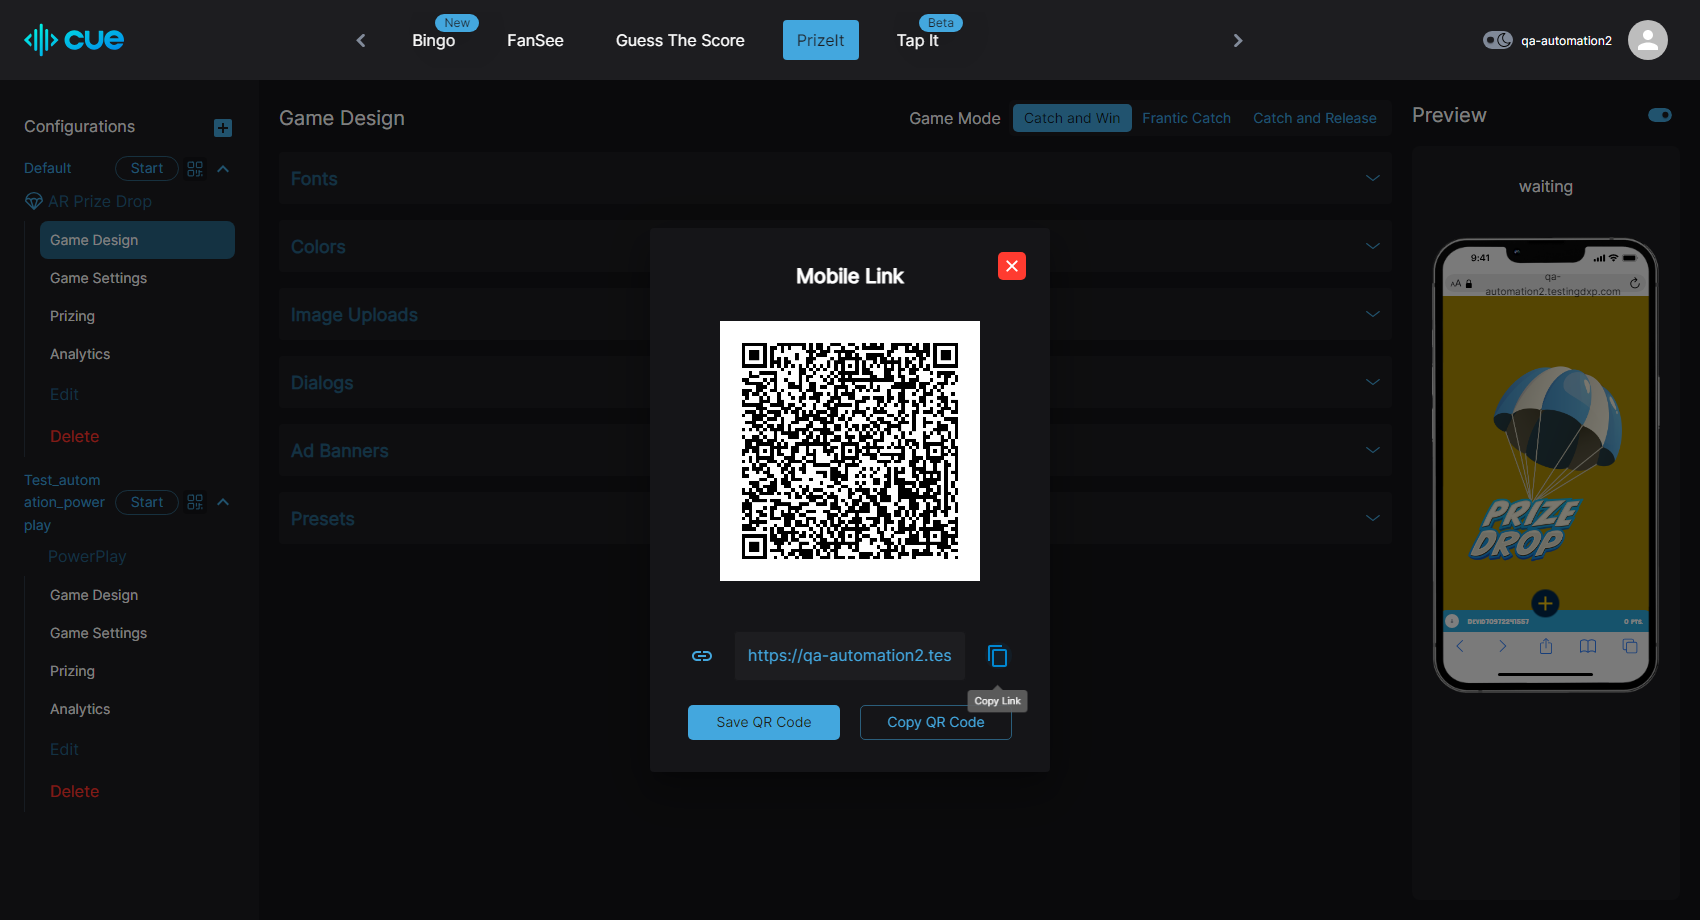 cue
New
Beta
Bingo
FanSee
Guess The Score
PrizeIt
Tap It
qa-automation2
Configurations
Default
Start
AR Prize Drop
Game Design
Game Settings
Prizing
Analytics
Edit
Delete
Test_autom
ation_power
play
Start
PowerPlay
Game Design
Game Settings
Prizing
Analytics
Edit
Delete
Game Design
Game Mode
Catch and Win
Frantic Catch
Catch and Release
Fonts
Colors
Image Uploads
Dialogs
Ad Banners
Presets
Mobile Link
https://qa-automation2.tes
Copy Link
Save QR Code
Copy QR Code
Preview
waiting
9:41
AA
qa-
automation2.testingdxp.com
PRIZE
DROP
0 PTS.